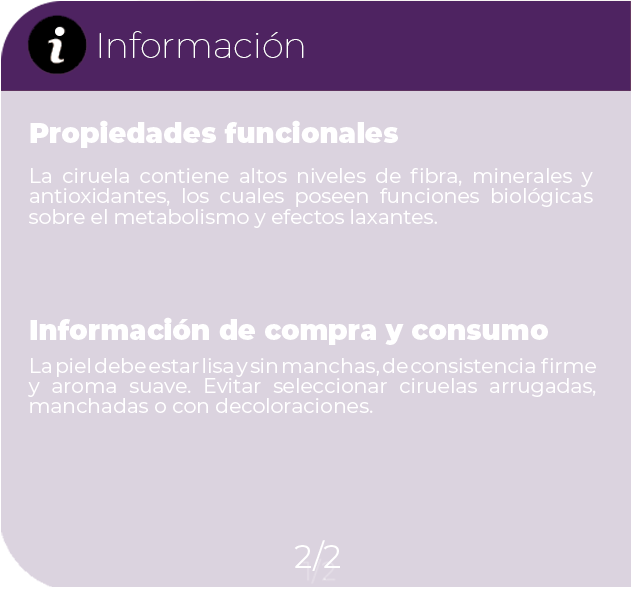 i Información
Propiedades funcionales
La ciruela contiene altos niveles de fibra, minerales y
antioxidantes, los cuales poseen funciones biológicas
sobre el metabolismo y efectos laxantes.
Información de compra y consumo
La piel debe estar lisa y sin manchas, de consistencia firme
y aroma suave. Evitar seleccionar ciruelas arrugadas,
manchadas o con decoloraciones.
2/2
1/2